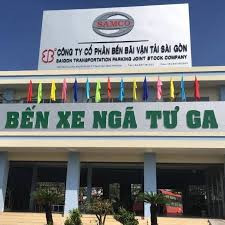 SAMCO
CÔNG TY CỔ PHẦN BẾN BÃI VẬN TẢI SÀI GÒN
SAIGON TRANSPORTATION PARKING JOINT STOCK COMPANY
BẾN XE NGÃ TƯ GA